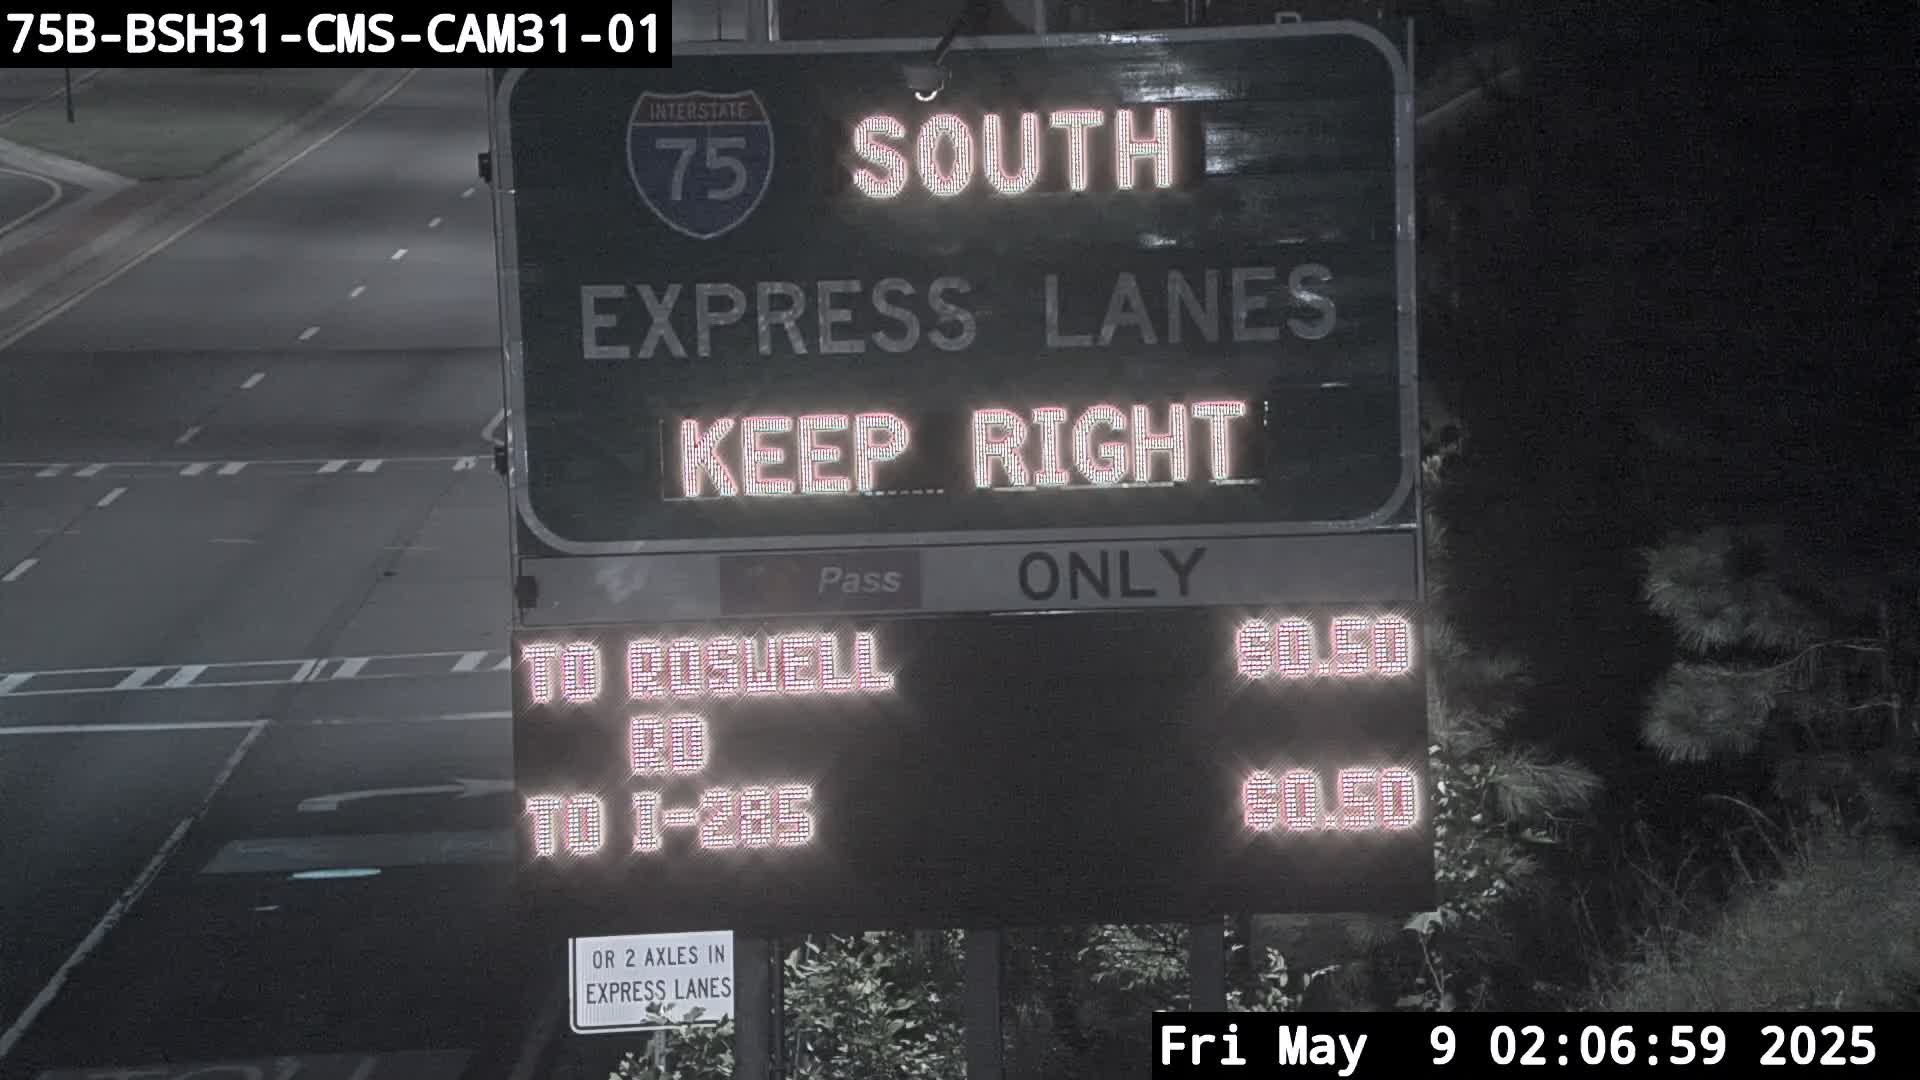 75B-BSH31-CMS-CAM31-01
INTERSTATE
75
SOUTH
EXPRESS LANES
KEEP RIGHT
Pass ONLY
TO ROSWELL $0.50
RD
TO I-285 $0.50
OR 2 AXLES IN
EXPRESS LANES
Fri May 9 02:06:59 2025